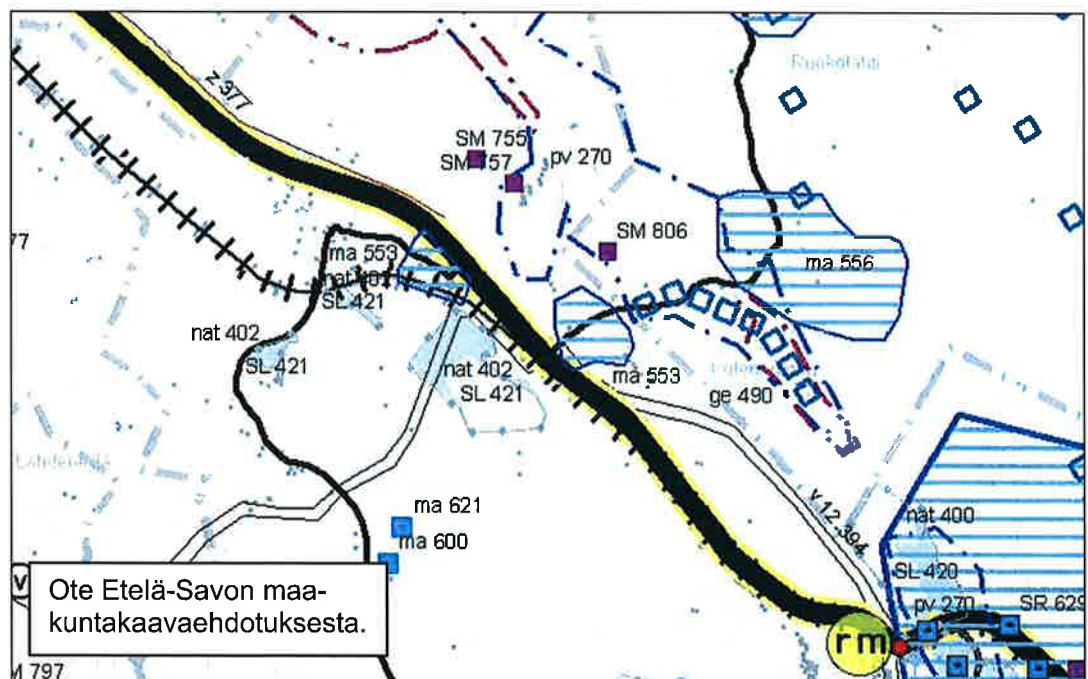 z 377
SM 755
SM 757
pv 270
SM 806
ma 553
nat 401
SL 421
ma 556
nat 402
SL 421
nat 402
SL 421
ma 553
ge 490
v 12.394
ma 621
ma 600
nat 400
SL 420
pv 270
SR 629
rm
v
Ote Etelä-Savon maa-
kuntakaavaehdotuksesta.
M 797